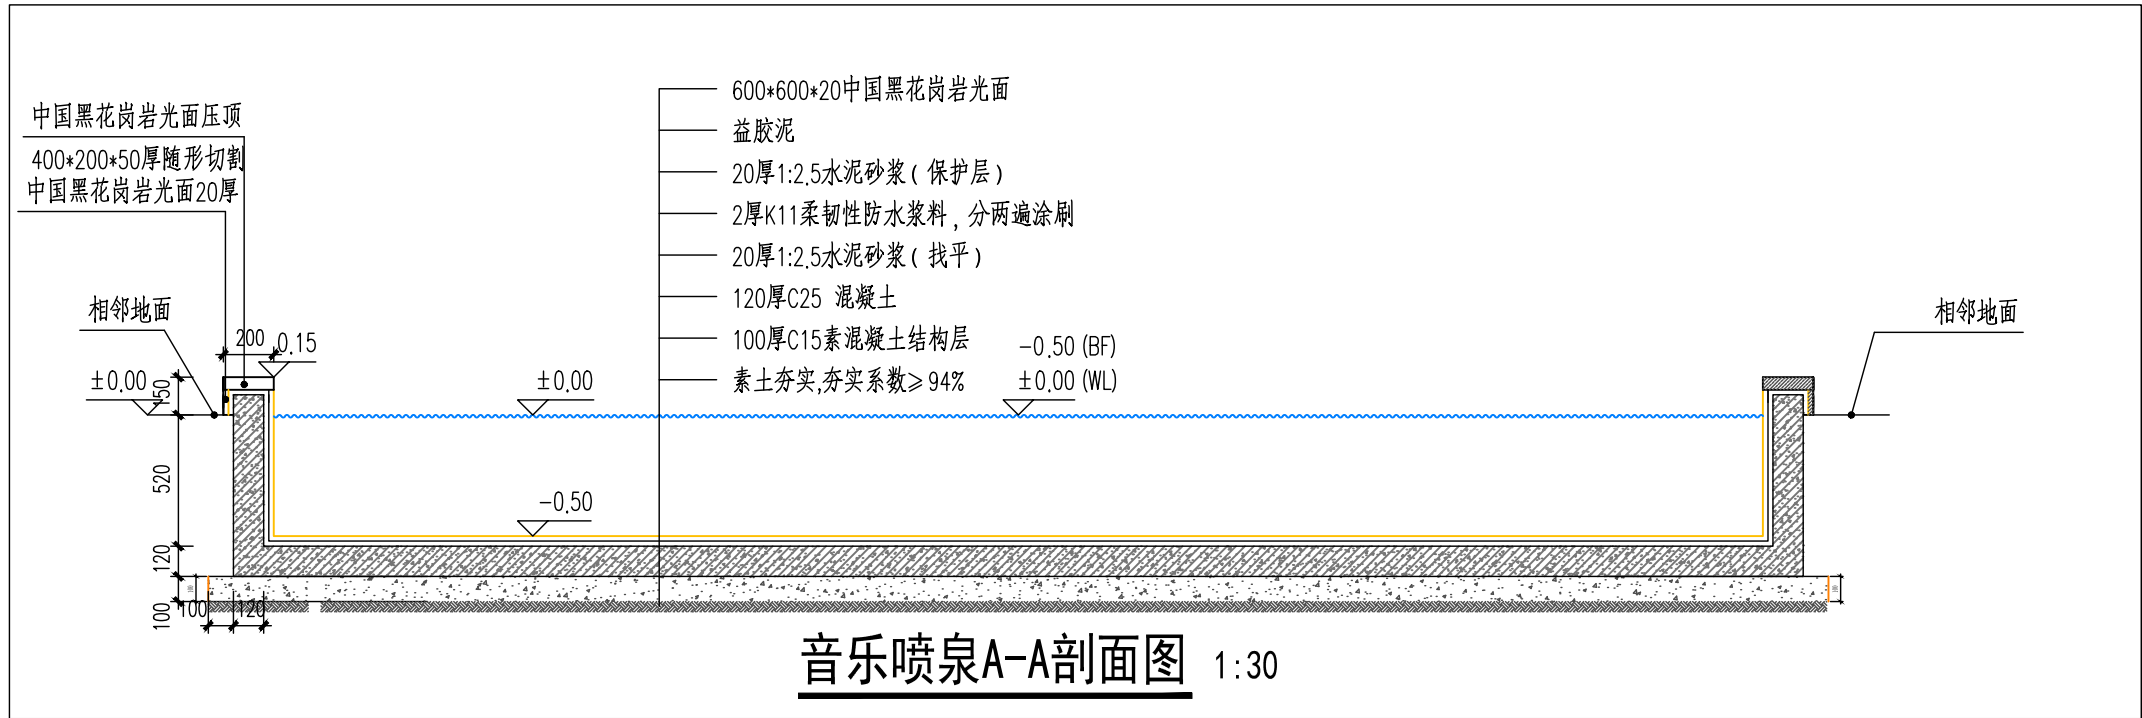 600*600*20中国黑花岗岩光面
益胶泥
20厚1:2.5水泥砂浆(保护层)
2厚K11柔韧性防水浆料,分两遍涂刷
20厚1:2.5水泥砂浆(找平)
120厚C25 混凝土
100厚C15素混凝土结构层
素土夯实,夯实系数≥94%
中国黑花岗岩光面压顶
400*200*50厚随形切割
中国黑花岗岩光面20厚
相邻地面
200
0.15
±0.00
150
±0.00
-0.50 (BF)
±0.00 (WL)
相邻地面
520
-0.50
120
100
100
120
音乐喷泉A-A剖面图 1:30